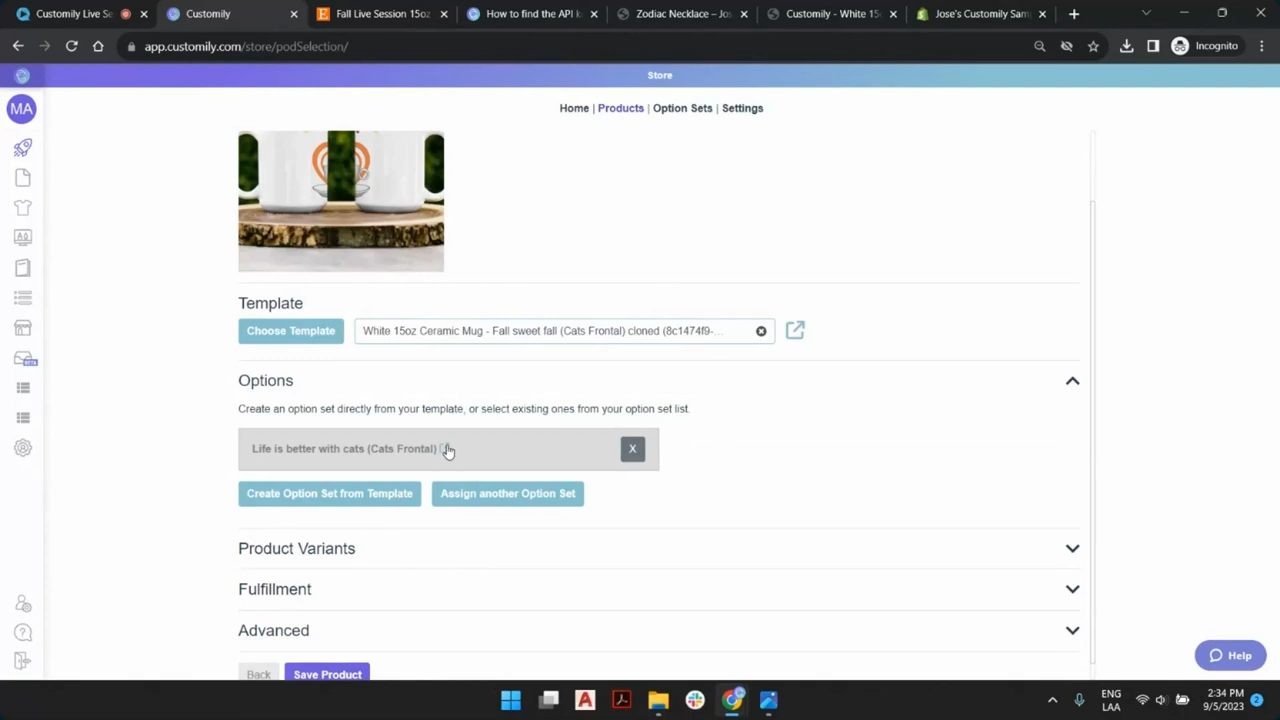 Customily Live Se
Customily
Fall Live Session 15oz
How to find the API k
Zodiac Necklace – Jos
Customily - White 15
Jose's Customily Sam
app.customily.com/store/podSelection/
Incognito
Store
MA
Home | Products | Option Sets | Settings
Template
Choose Template
White 15oz Ceramic Mug - Fall sweet fall (Cats Frontal) cloned (8c1474f9-...
Options
Create an option set directly from your template, or select existing ones from your option set list.
Life is better with cats (Cats Frontal)
X
Create Option Set from Template
Assign another Option Set
Product Variants
Fulfillment
Advanced
Back
Save Product
Help
ENG
LAA
2:34 PM
9/5/2023
2